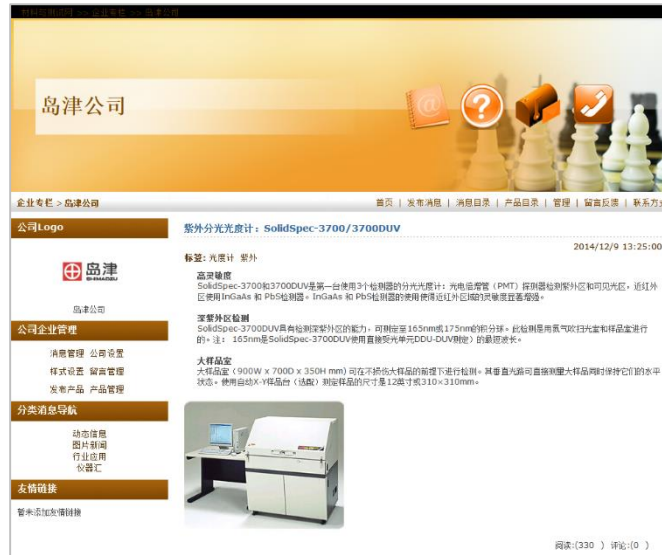 企业专栏 >> 岛津公司
岛津公司
企业专栏 > 岛津公司
首页 | 发布消息 | 消息目录 | 产品目录 | 管理 | 留言反馈 | 联系方
公司Logo
岛津
SHIMADZU
岛津公司
公司企业管理
消息管理 公司设置
样式设置 留言管理
发布产品 产品管理
分类消息导航
动态信息
图片新闻
行业应用
仪器汇
友情链接
暂未添加友情链接
紫外分光光度计：SolidSpec-3700/3700DUV
2014/12/9 13:25:00
标签: 光度计 紫外
高灵敏度
SolidSpec-3700和3700DUV是第一台使用3个检测器的分光光度计：光电倍增管（PMT）探测器检测紫外区和可见光区，近红外
区使用InGaAs 和 PbS检测器。InGaAs 和 PbS检测器的使用使得近红外区域的灵敏度显著增强。
深紫外区检测
SolidSpec-3700DUV具有检测深紫外区的能力，可测定至165nm或175nm的积分球。此检测是用氮气吹扫光室和样品室进行
的。注： 165nm是SolidSpec-3700DUV使用直接受光单元DDU-DUV测定）的最短波长。
大样品室
大样品室（900W x 700D x 350H mm) 可在不损伤大样品的前提下进行检测。其垂直光路可直接测量大样品同时保持它们的水平
状态。使用自动X-Y样品台（选配）测定样品的尺寸是12英寸或310×310mm。
阅读:(330 ) 评论:(0 )